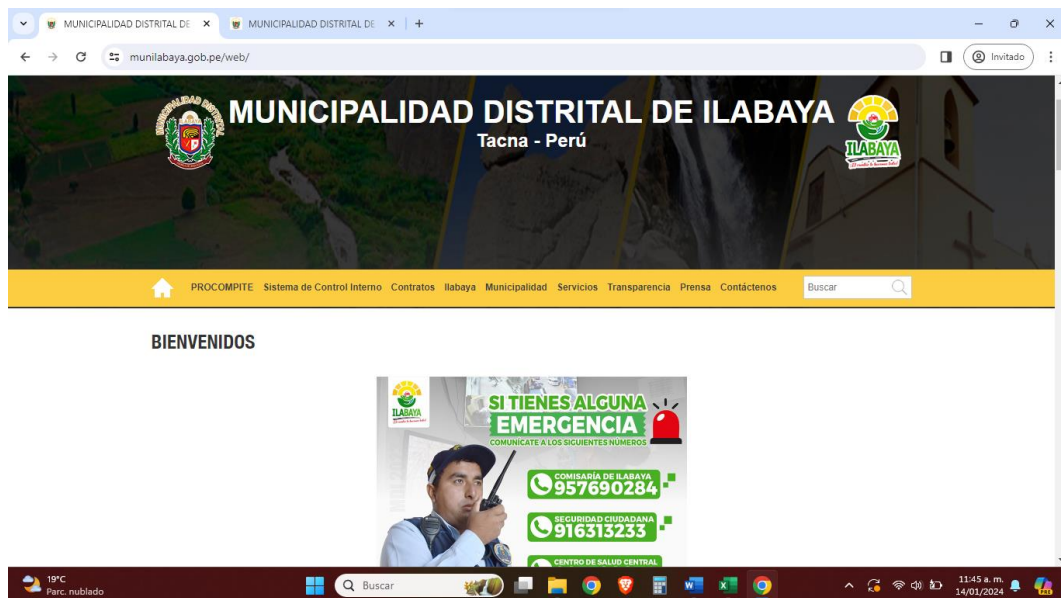 MUNICIPALIDAD DISTRITAL DE
MUNICIPALIDAD DISTRITAL DE
munilabaya.gob.pe/web/
Invitado
MUNICIPALIDAD DISTRITAL DE ILABAYA
Tacna - Perú
ILABAYA
PROCOMPITE Sistema de Control Interno Contratos Ilabaya Municipalidad Servicios Transparencia Prensa Contáctenos Buscar
BIENVENIDOS
ILABAYA
SI TIENES ALGUNA
EMERGENCIA
COMUNÍCATE A LOS SIGUIENTES NUMEROS
COMISARÍA DE ILABAYA
957690284
SEGURIDAD CIUDADANA
916313233
CENTRO DE SALUD CENTRAL
19°C
Parc. nublado
Buscar
11:45 a. m.
14/01/2024